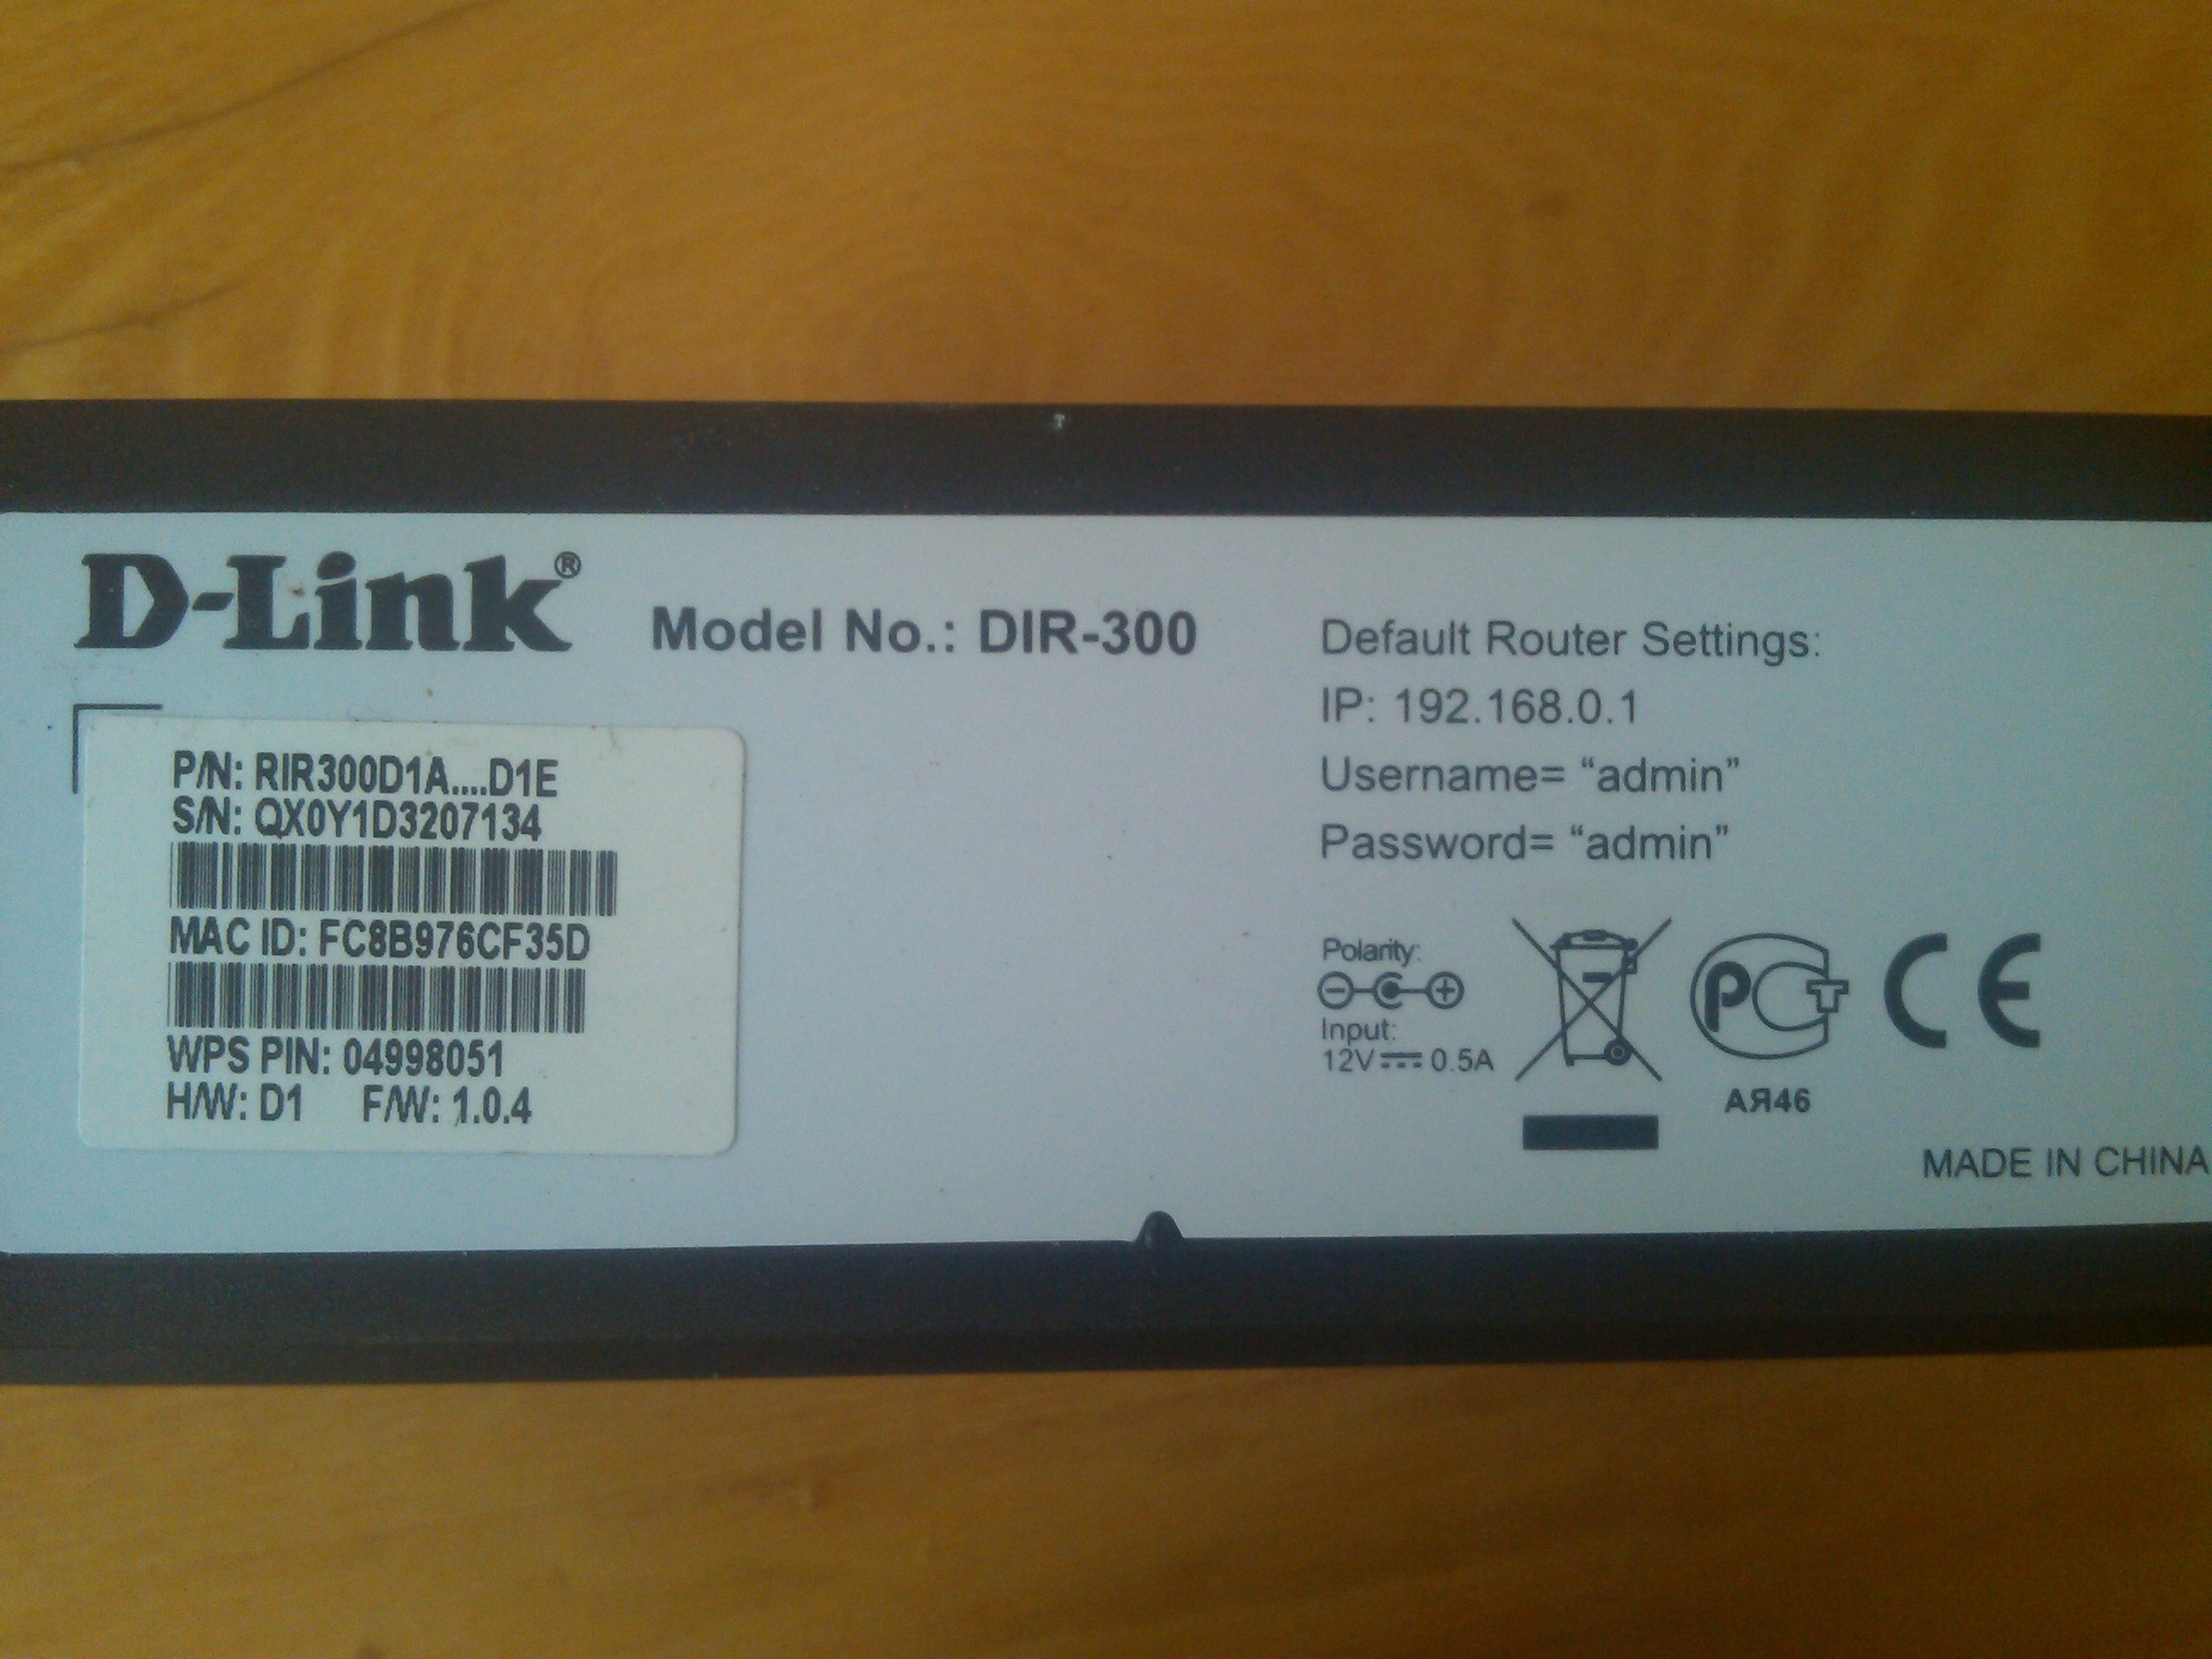 D-Link®
Model No.: DIR-300
P/N: RIR300D1A....D1E
S/N: QX0Y1D3207134
MAC ID: FC8B976CF35D
WPS PIN: 04998051
H/W: D1 F/W: 1.0.4
Default Router Settings:
IP: 192.168.0.1
Username= “admin”
Password= “admin”
Polarity:
Input:
12V⎓0.5A
РСТ
АЯ46
CE
MADE IN CHINA